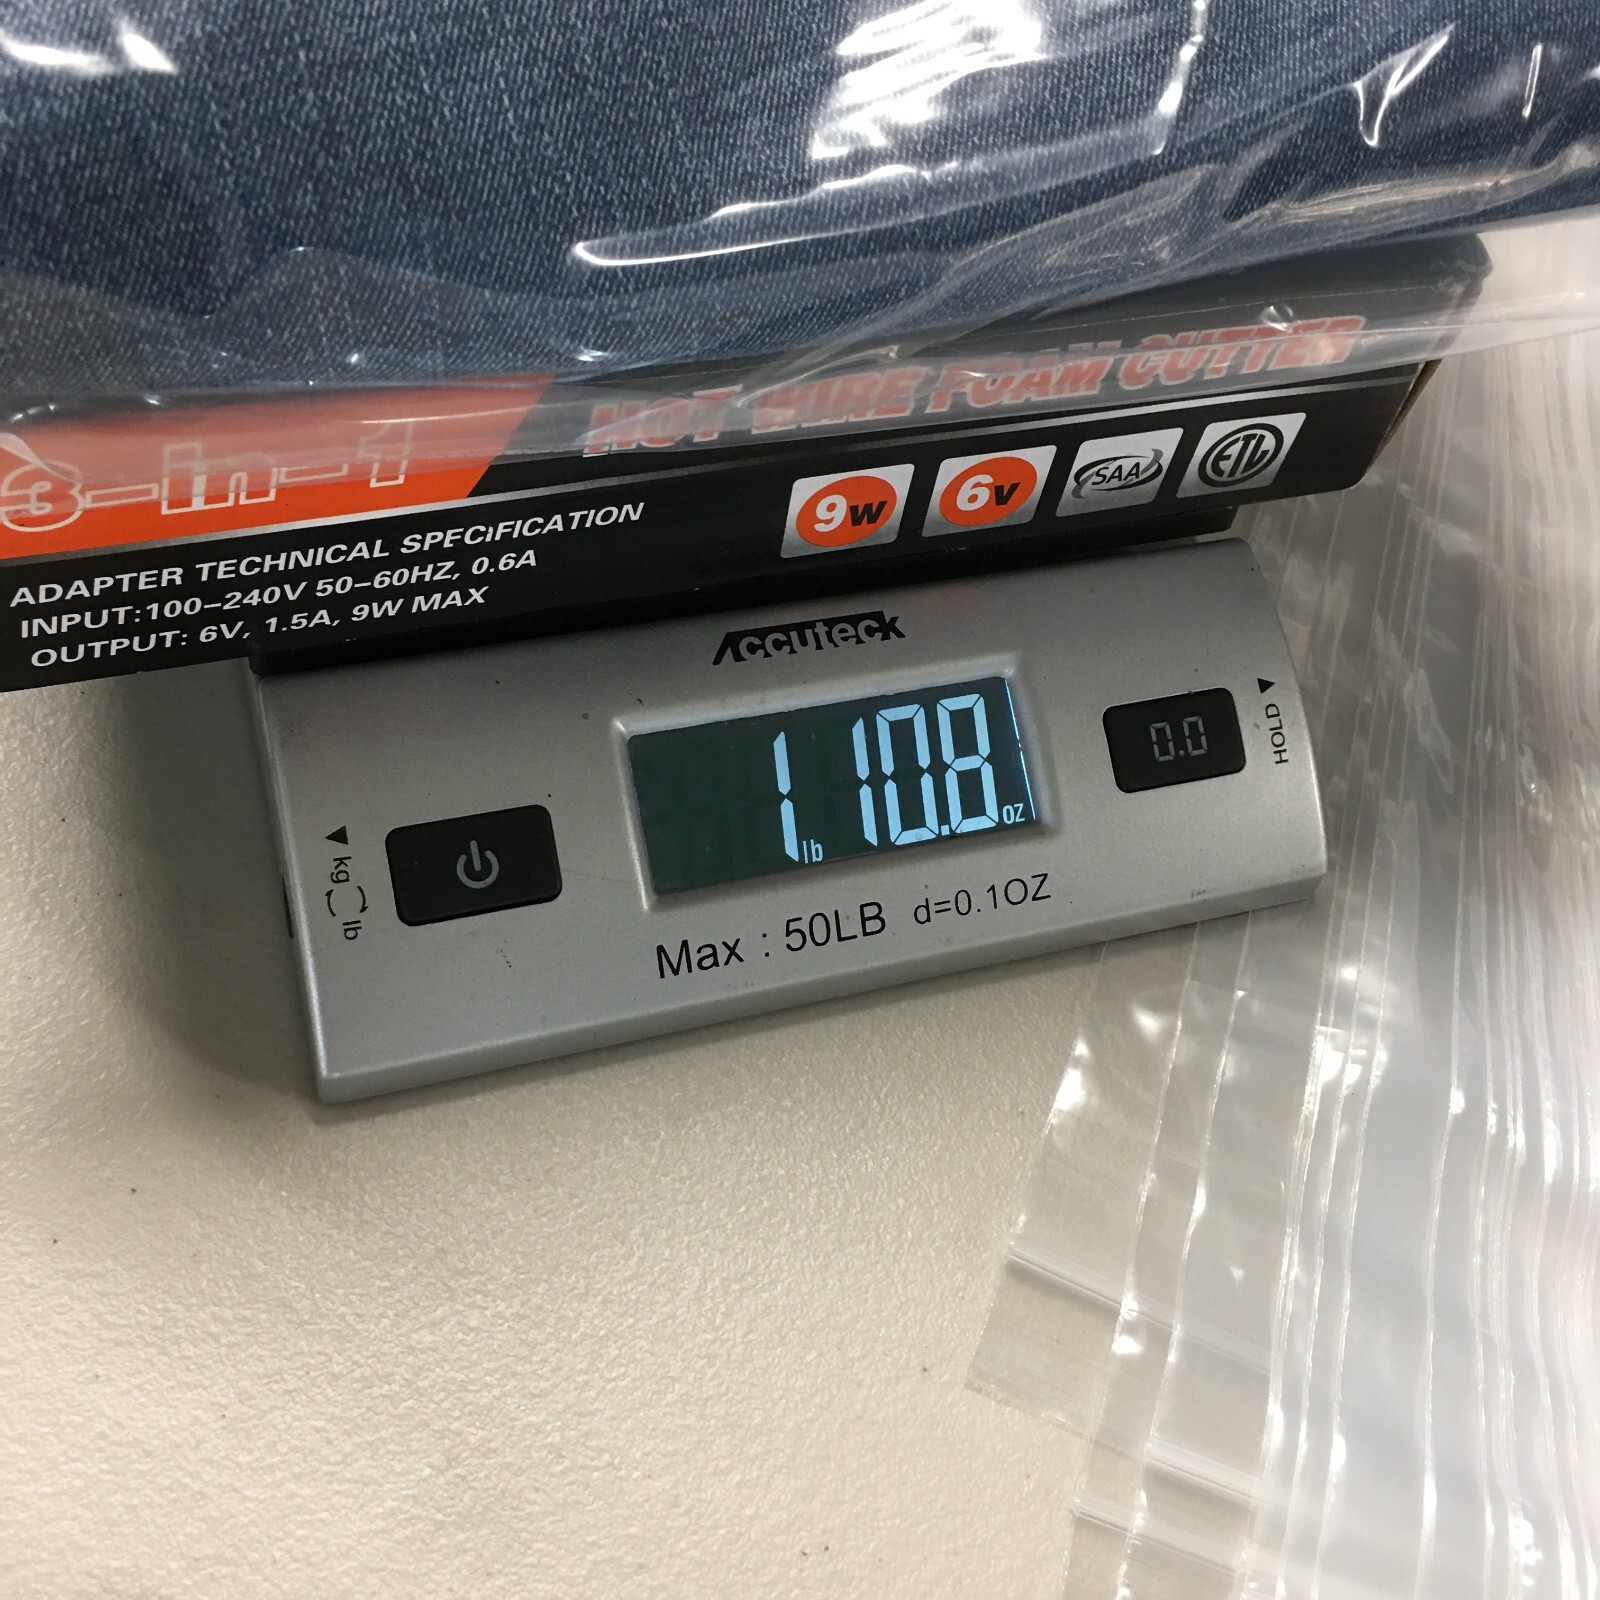 3-in-1
HOT WIRE FOAM CUTTER
9W 6V SAA ETL
ADAPTER TECHNICAL SPECIFICATION
INPUT:100-240V 50-60HZ, 0.6A
OUTPUT: 6V, 1.5A, 9W MAX
Accuteck
1 lb 10.8 oz
0.0
HOLD
kg lb
Max : 50LB d=0.1OZ